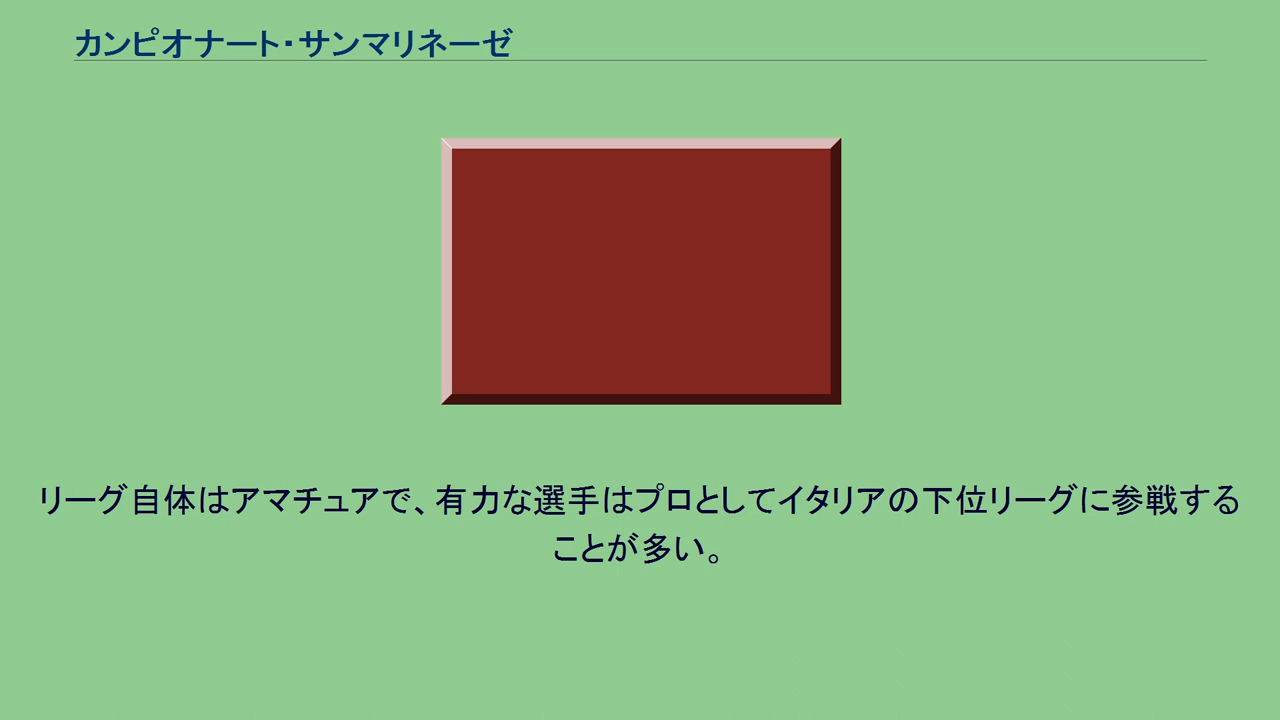 カンピオナート・サンマリネーゼ
リーグ自体はアマチュアで、有力な選手はプロとしてイタリアの下位リーグに参戦する
ことが多い。